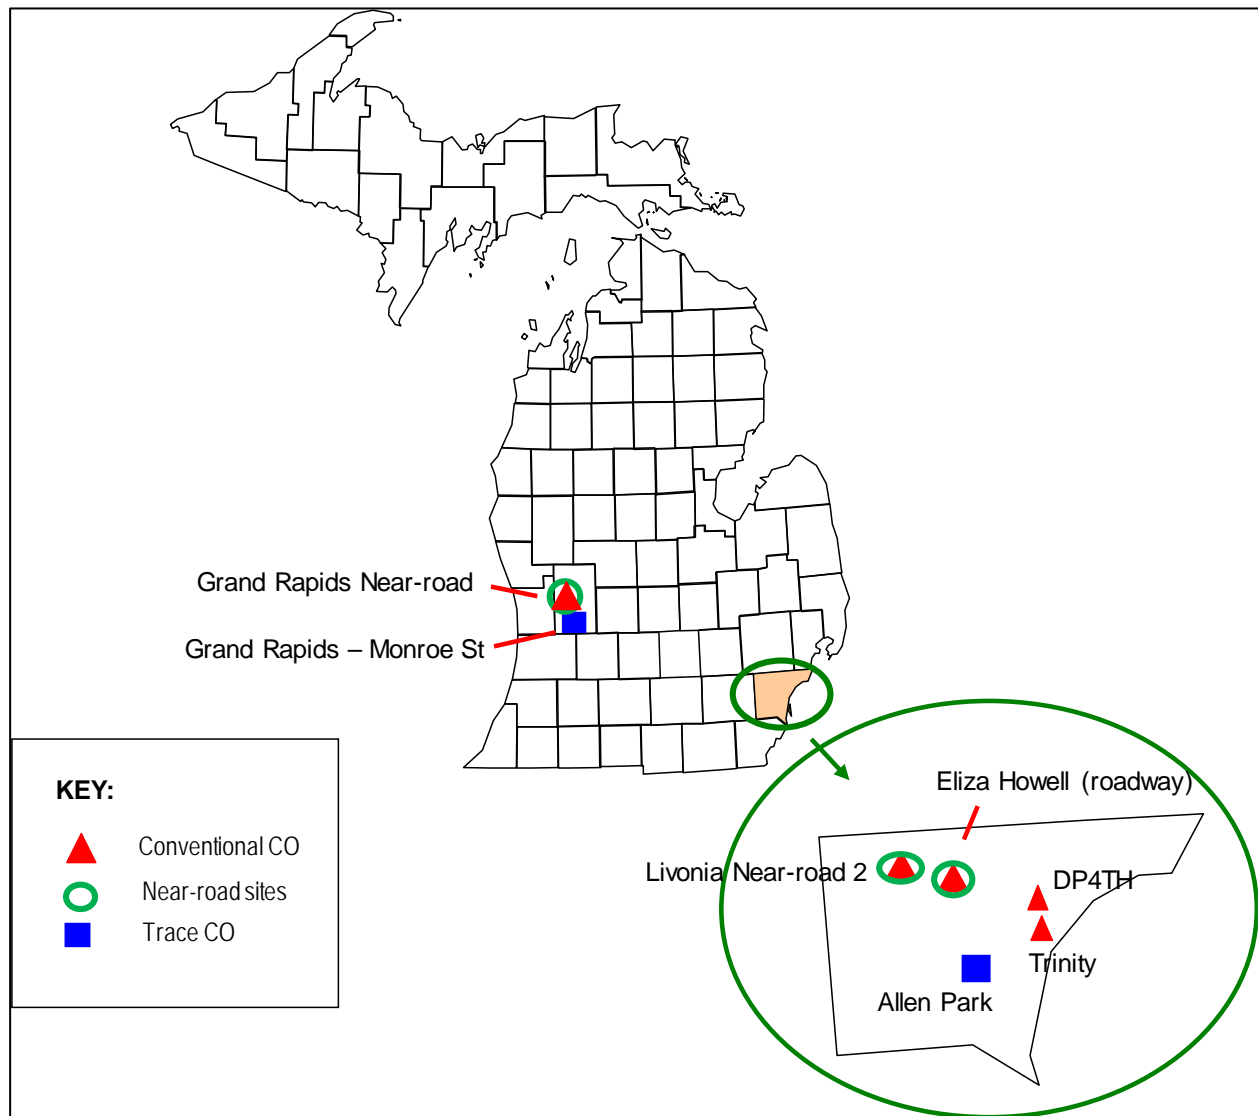 Grand Rapids Near-road
Grand Rapids – Monroe St
KEY:
Conventional CO
Near-road sites
Trace CO
Eliza Howell (roadway)
Livonia Near-road 2
DP4TH
Trinity
Allen Park